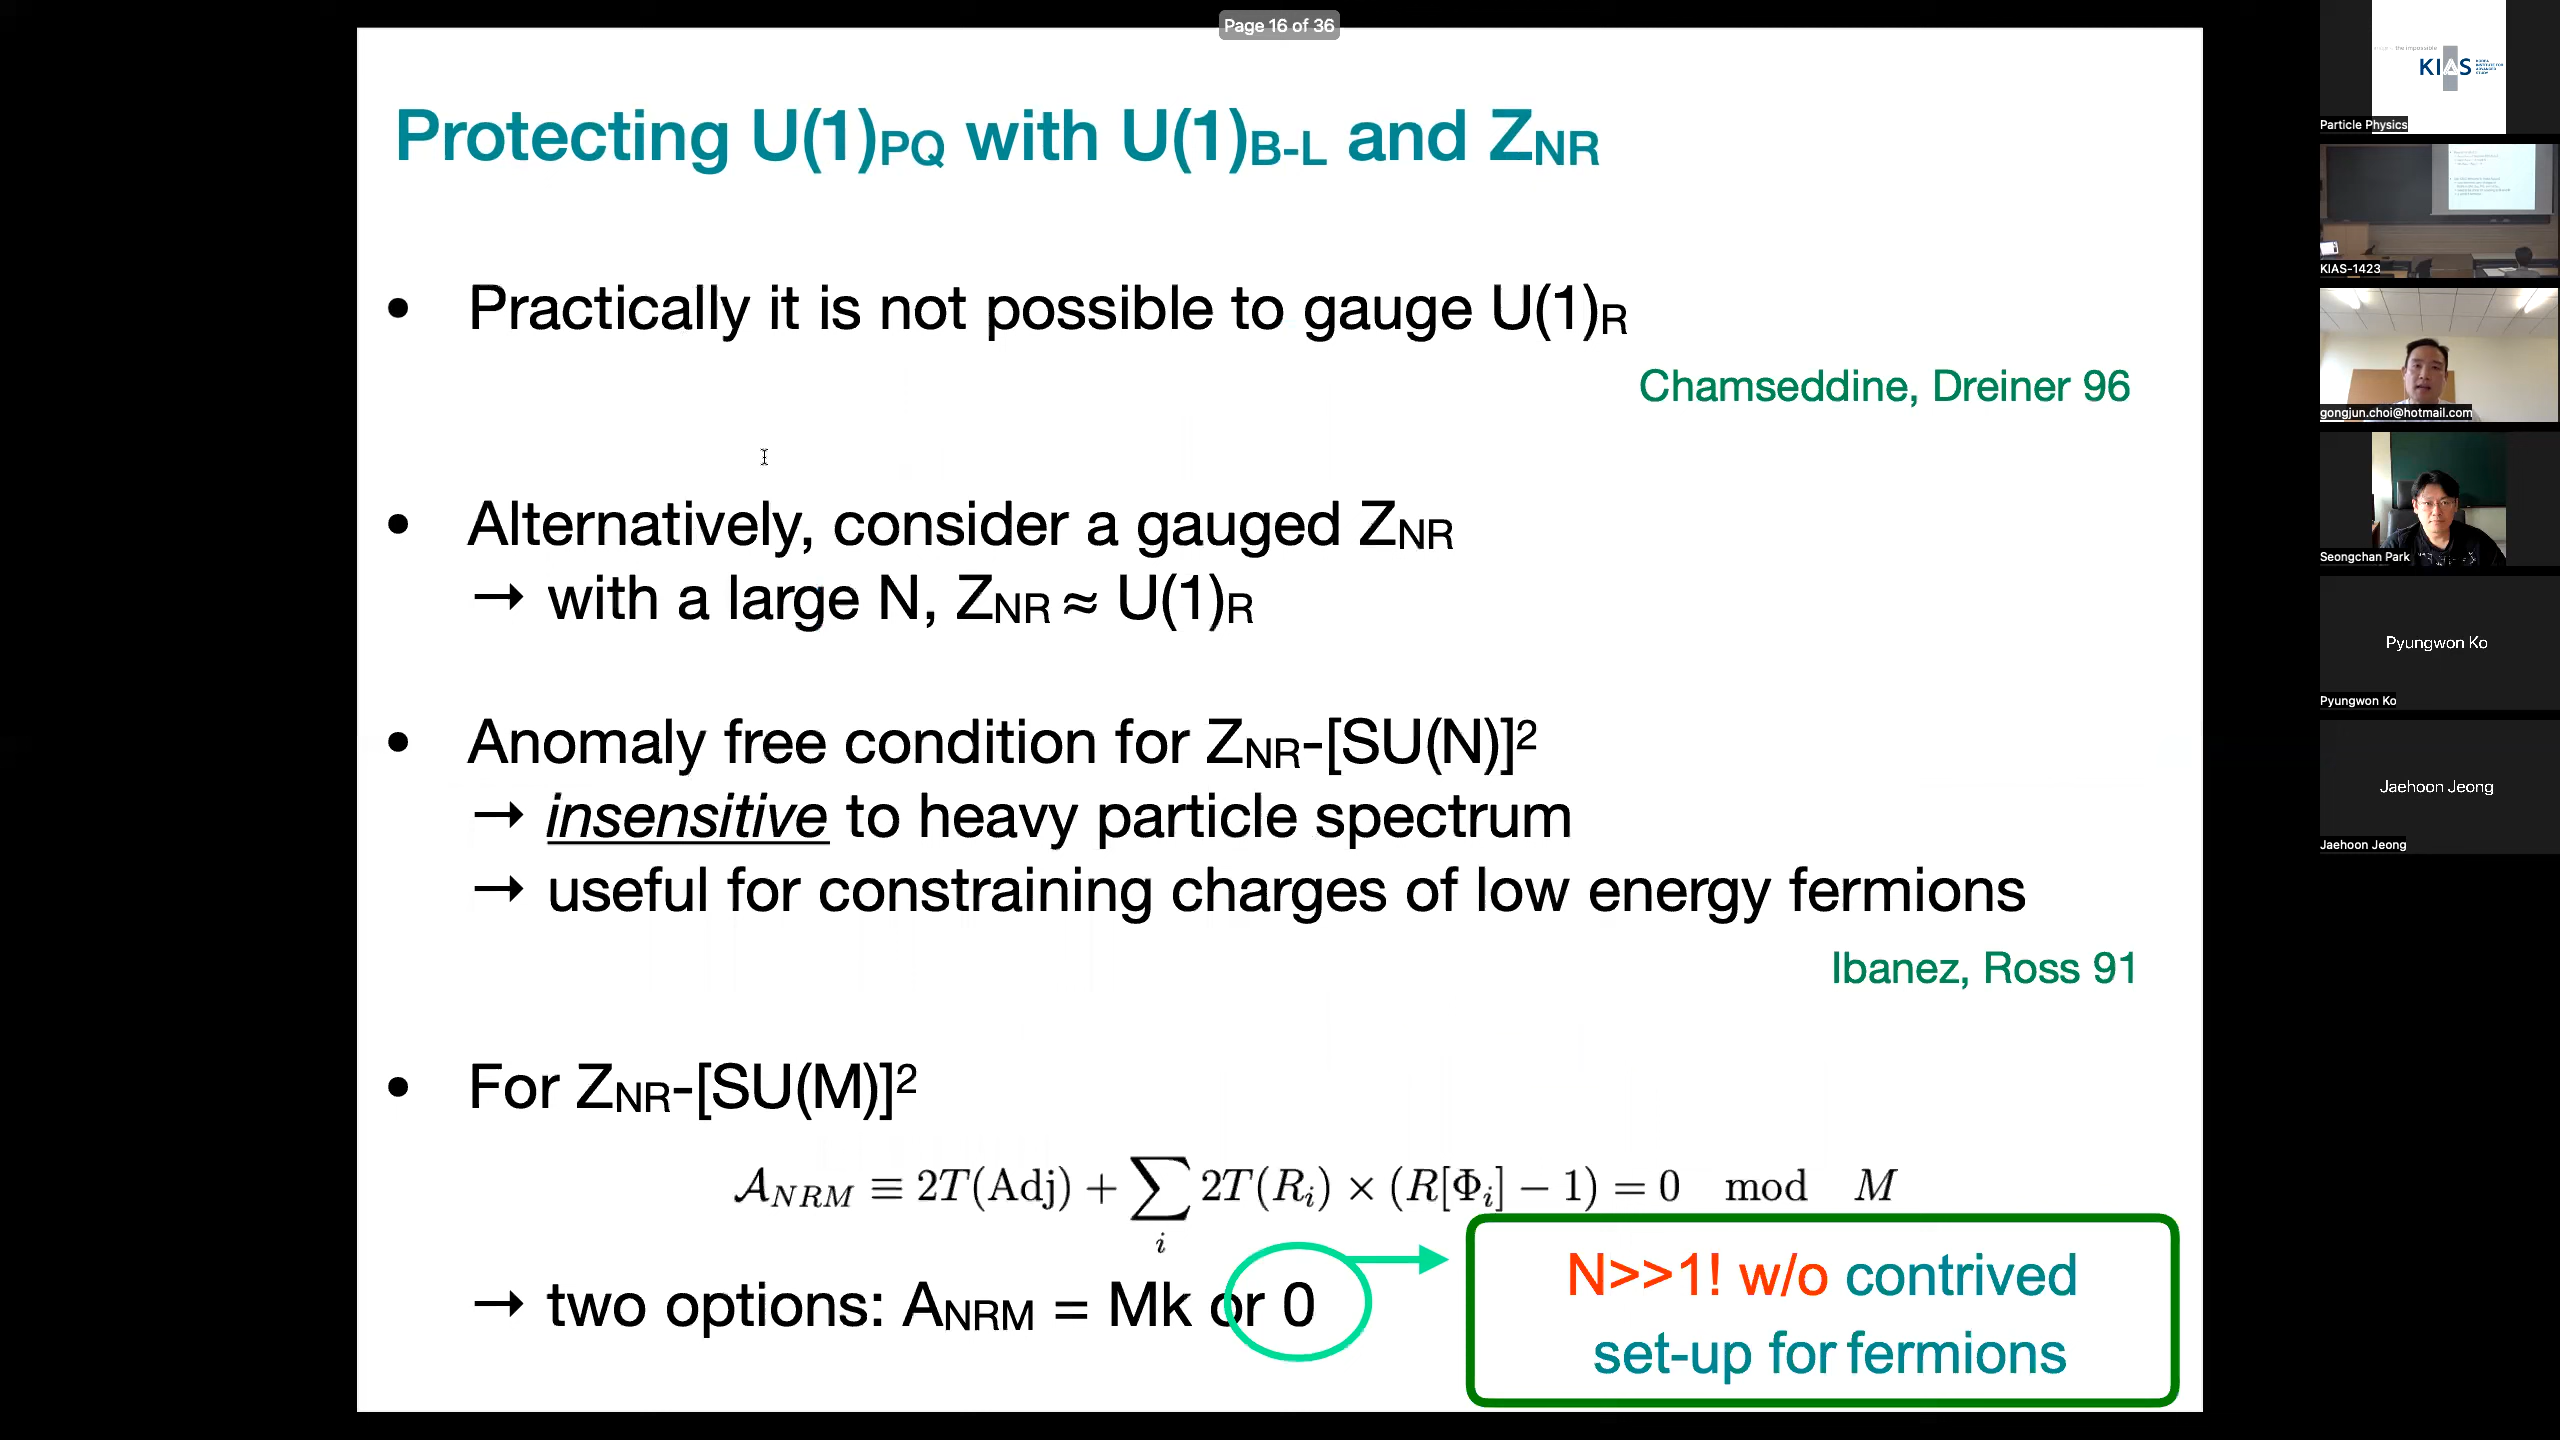 Page 16 of 36
Protecting U(1)PQ with U(1)B-L and ZNR
• Practically it is not possible to gauge U(1)R
Chamseddine, Dreiner 96
• Alternatively, consider a gauged ZNR
→ with a large N, ZNR ≈ U(1)R
• Anomaly free condition for ZNR-[SU(N)]²
→ insensitive to heavy particle spectrum
→ useful for constraining charges of low energy fermions
Ibanez, Ross 91
• For ZNR-[SU(M)]²
𝒜NRM ≡ 2T(Adj) + ∑i 2T(Ri) × (R[Φi] − 1) = 0 mod M
→ two options: ANRM = Mk or 0
N>>1! w/o contrived
set-up for fermions
KIAS
Particle Physics
KIAS-1423
gongjun.choi@hotmail.com
Seongchan Park
Pyungwon Ko
Pyungwon Ko
Jaehoon Jeong
Jaehoon Jeong